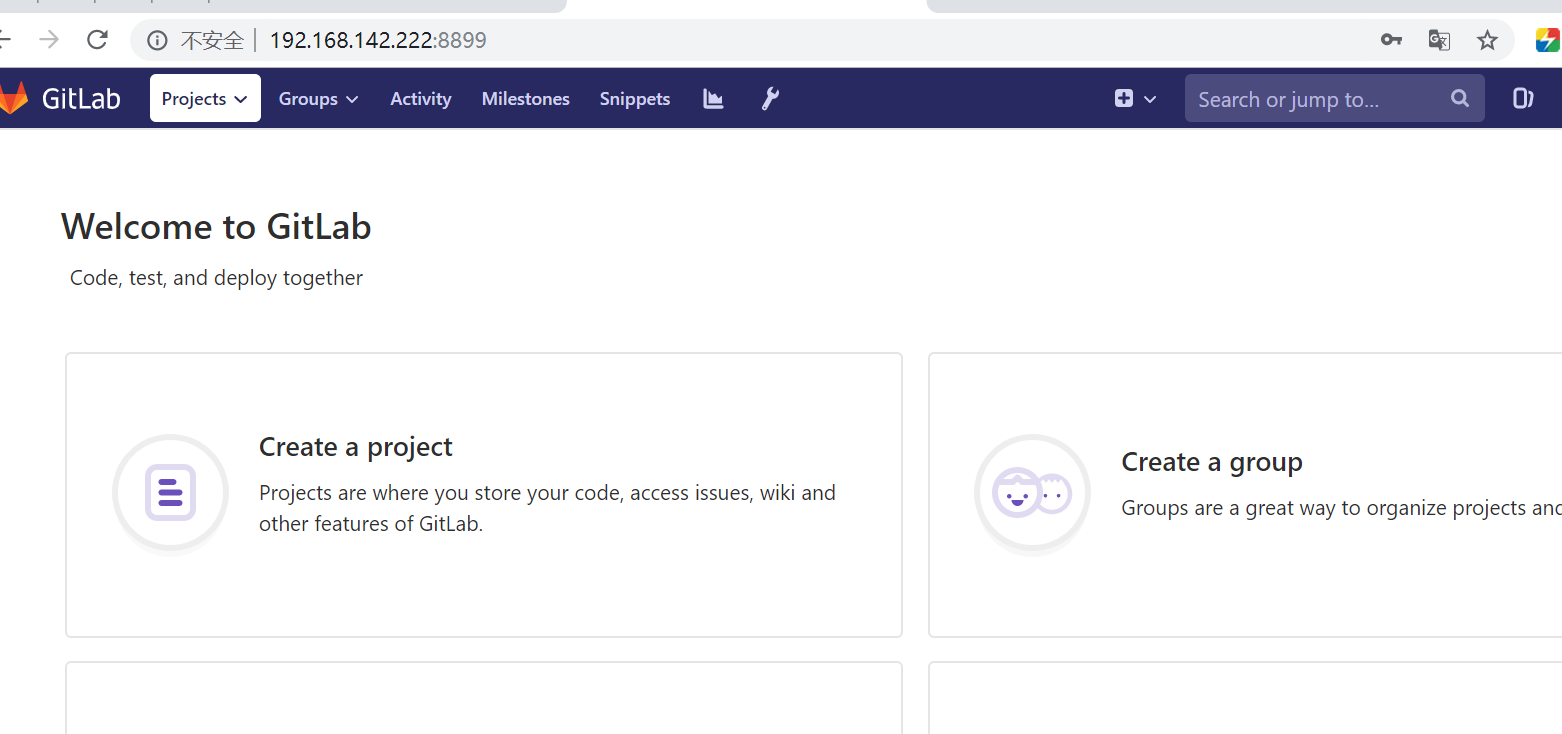 不安全 192.168.142.222:8899
GitLab Projects Groups Activity Milestones Snippets Search or jump to...
Welcome to GitLab
Code, test, and deploy together
Create a project
Projects are where you store your code, access issues, wiki and
other features of GitLab.
Create a group
Groups are a great way to organize projects and